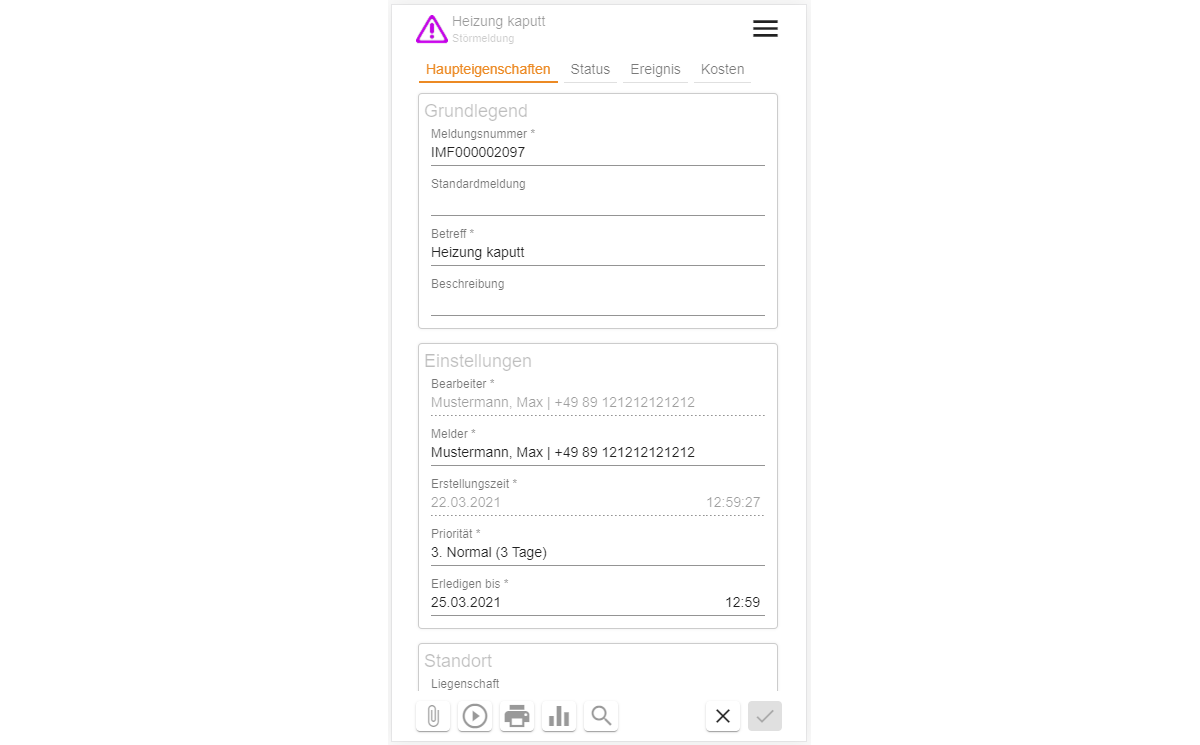 Heizung kaputt
Störmeldung
Haupteigenschaften Status Ereignis Kosten
Grundlegend
Meldungsnummer *
IMF000002097
Standardmeldung
Betreff *
Heizung kaputt
Beschreibung
Einstellungen
Bearbeiter *
Mustermann, Max | +49 89 121212121212
Melder *
Mustermann, Max | +49 89 121212121212
Erstellungszeit *
22.03.2021 12:59:27
Priorität *
3. Normal (3 Tage)
Erledigen bis *
25.03.2021 12:59
Standort
Liegenschaft